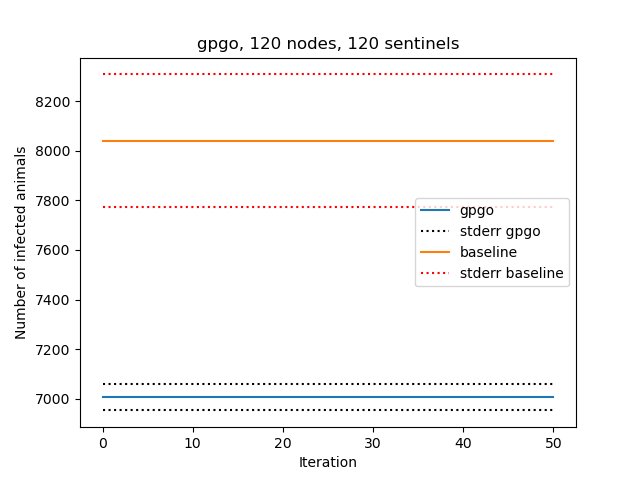 gpgo, 120 nodes, 120 sentinels
8200
8000
7800
7600
7400
7200
7000
Number of infected animals
gpgo
stderr gpgo
baseline
stderr baseline
0 10 20 30 40 50
Iteration